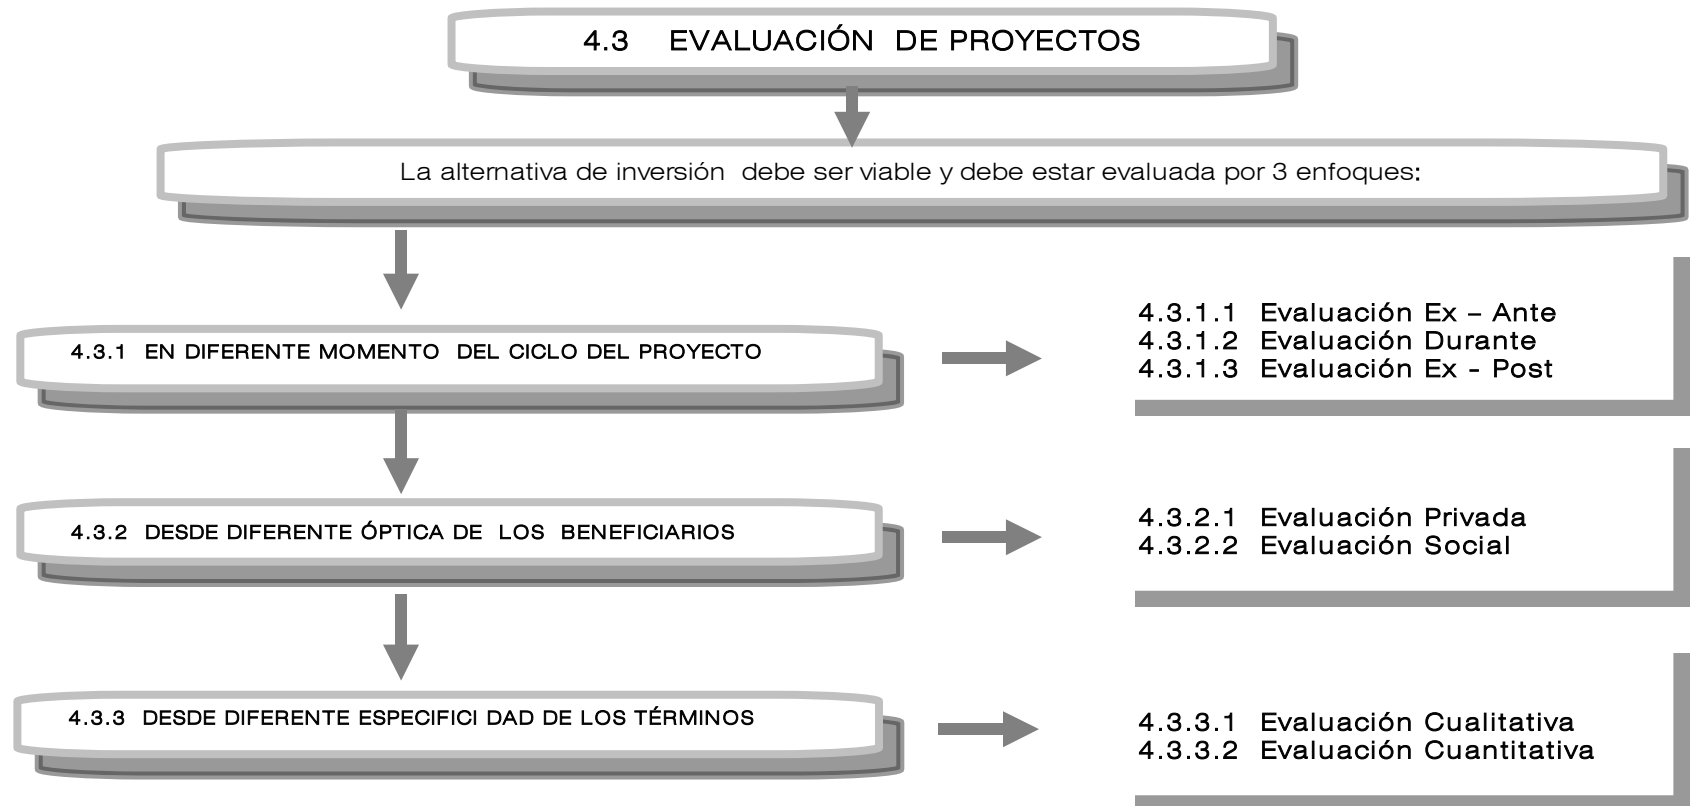 4.3 EVALUACIÓN DE PROYECTOS
La alternativa de inversión debe ser viable y debe estar evaluada por 3 enfoques:
4.3.1 EN DIFERENTE MOMENTO DEL CICLO DEL PROYECTO
4.3.1.1 Evaluación Ex – Ante
4.3.1.2 Evaluación Durante
4.3.1.3 Evaluación Ex - Post
4.3.2 DESDE DIFERENTE ÓPTICA DE LOS BENEFICIARIOS
4.3.2.1 Evaluación Privada
4.3.2.2 Evaluación Social
4.3.3 DESDE DIFERENTE ESPECIFICI DAD DE LOS TÉRMINOS
4.3.3.1 Evaluación Cualitativa
4.3.3.2 Evaluación Cuantitativa